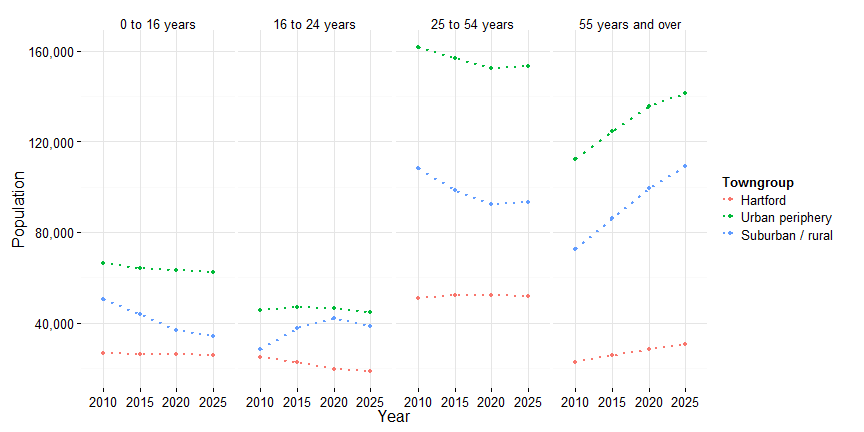 0 to 16 years 16 to 24 years 25 to 54 years 55 years and over
160,000
120,000
80,000
40,000
Population
2010 2015 2020 2025 2010 2015 2020 2025 2010 2015 2020 2025 2010 2015 2020 2025
Year
Towngroup
Hartford
Urban periphery
Suburban / rural